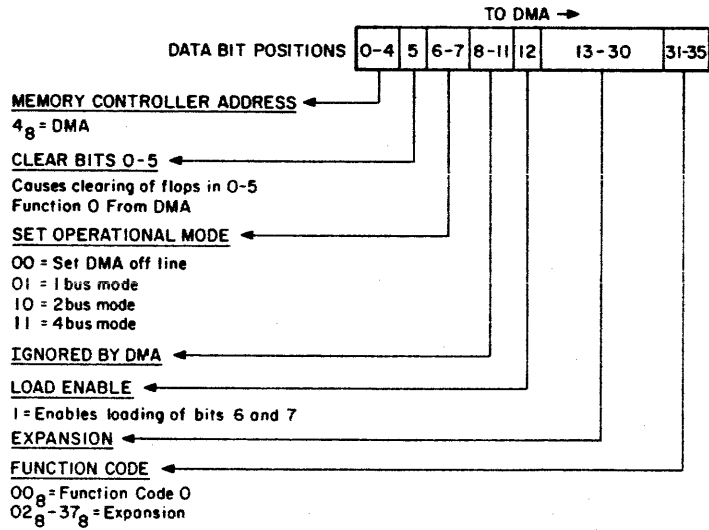 TO DMA →
DATA BIT POSITIONS 0-4 5 6-7 8-11 12 13-30 31-35
MEMORY CONTROLLER ADDRESS
4₈ = DMA
CLEAR BITS 0-5
Causes clearing of flops in 0-5
Function 0 From DMA
SET OPERATIONAL MODE
00 = Set DMA off line
01 = 1 bus mode
10 = 2 bus mode
11 = 4 bus mode
IGNORED BY DMA
LOAD ENABLE
1 = Enables loading of bits 6 and 7
EXPANSION
FUNCTION CODE
00₈ = Function Code 0
02₈-37₈ = Expansion